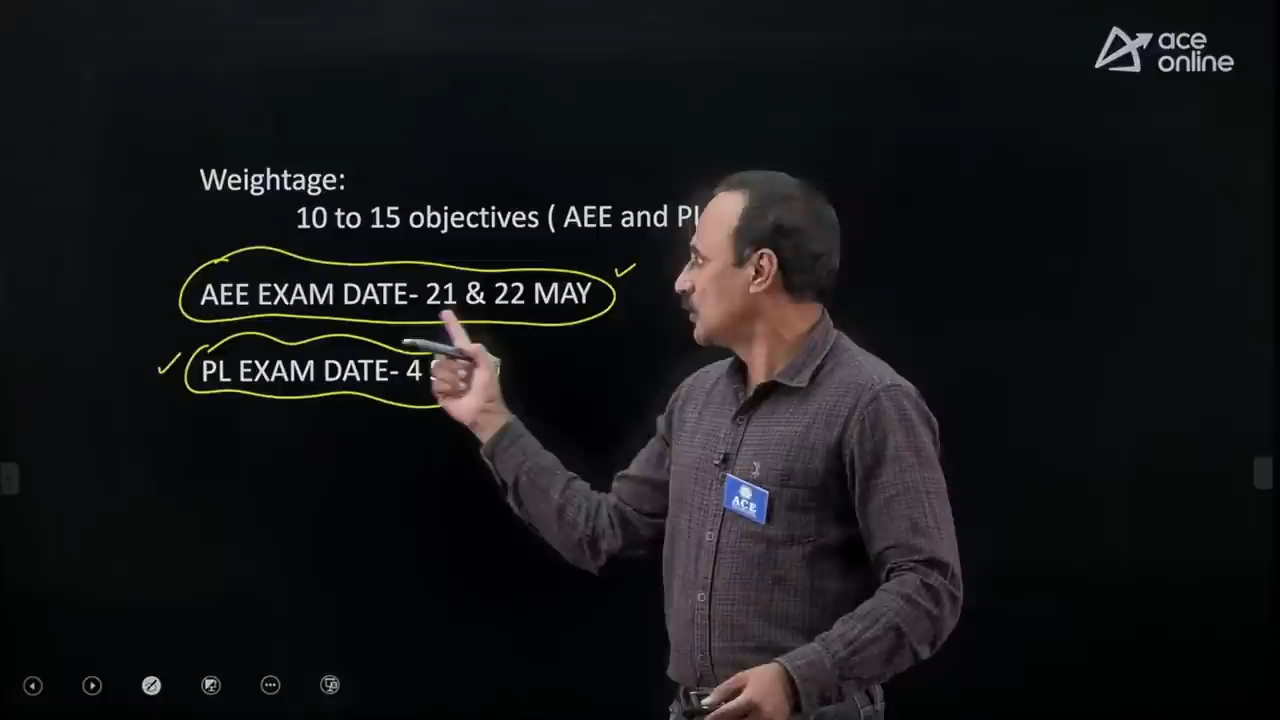 ace
online
Weightage:
10 to 15 objectives ( AEE and PL
AEE EXAM DATE- 21 & 22 MAY
PL EXAM DATE- 4
ACE